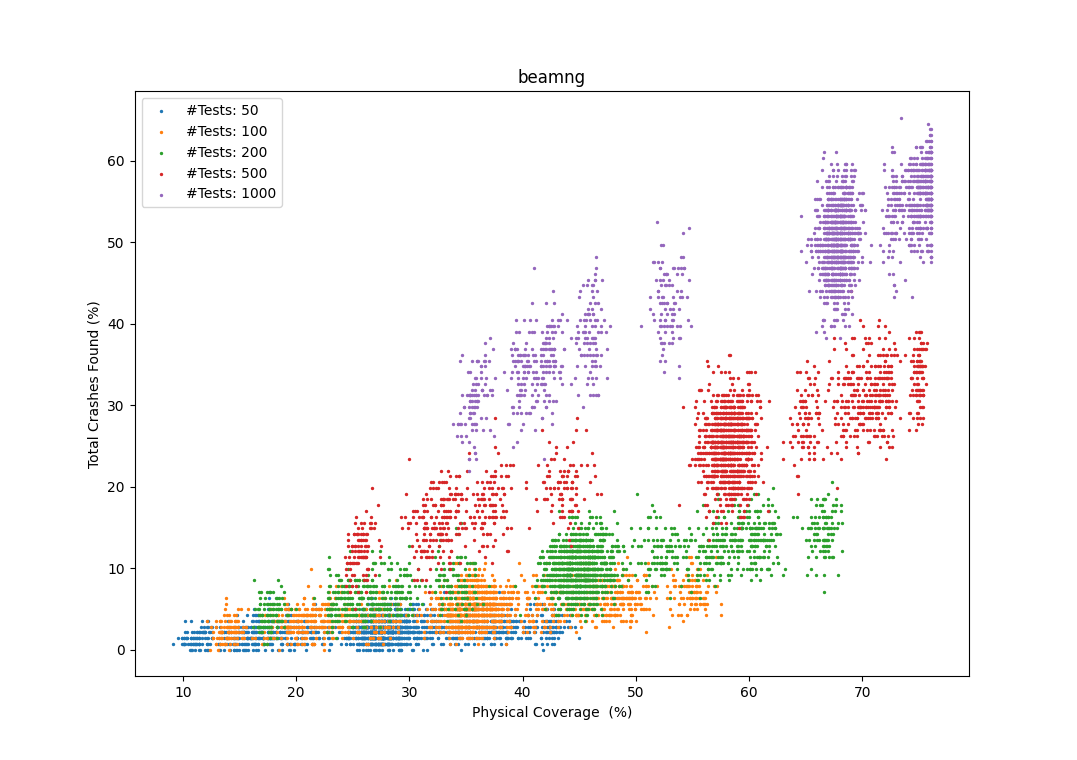 beamng
#Tests: 50
#Tests: 100
#Tests: 200
#Tests: 500
#Tests: 1000
Total Crashes Found (%)
60
50
40
30
20
10
0
10 20 30 40 50 60 70
Physical Coverage (%)